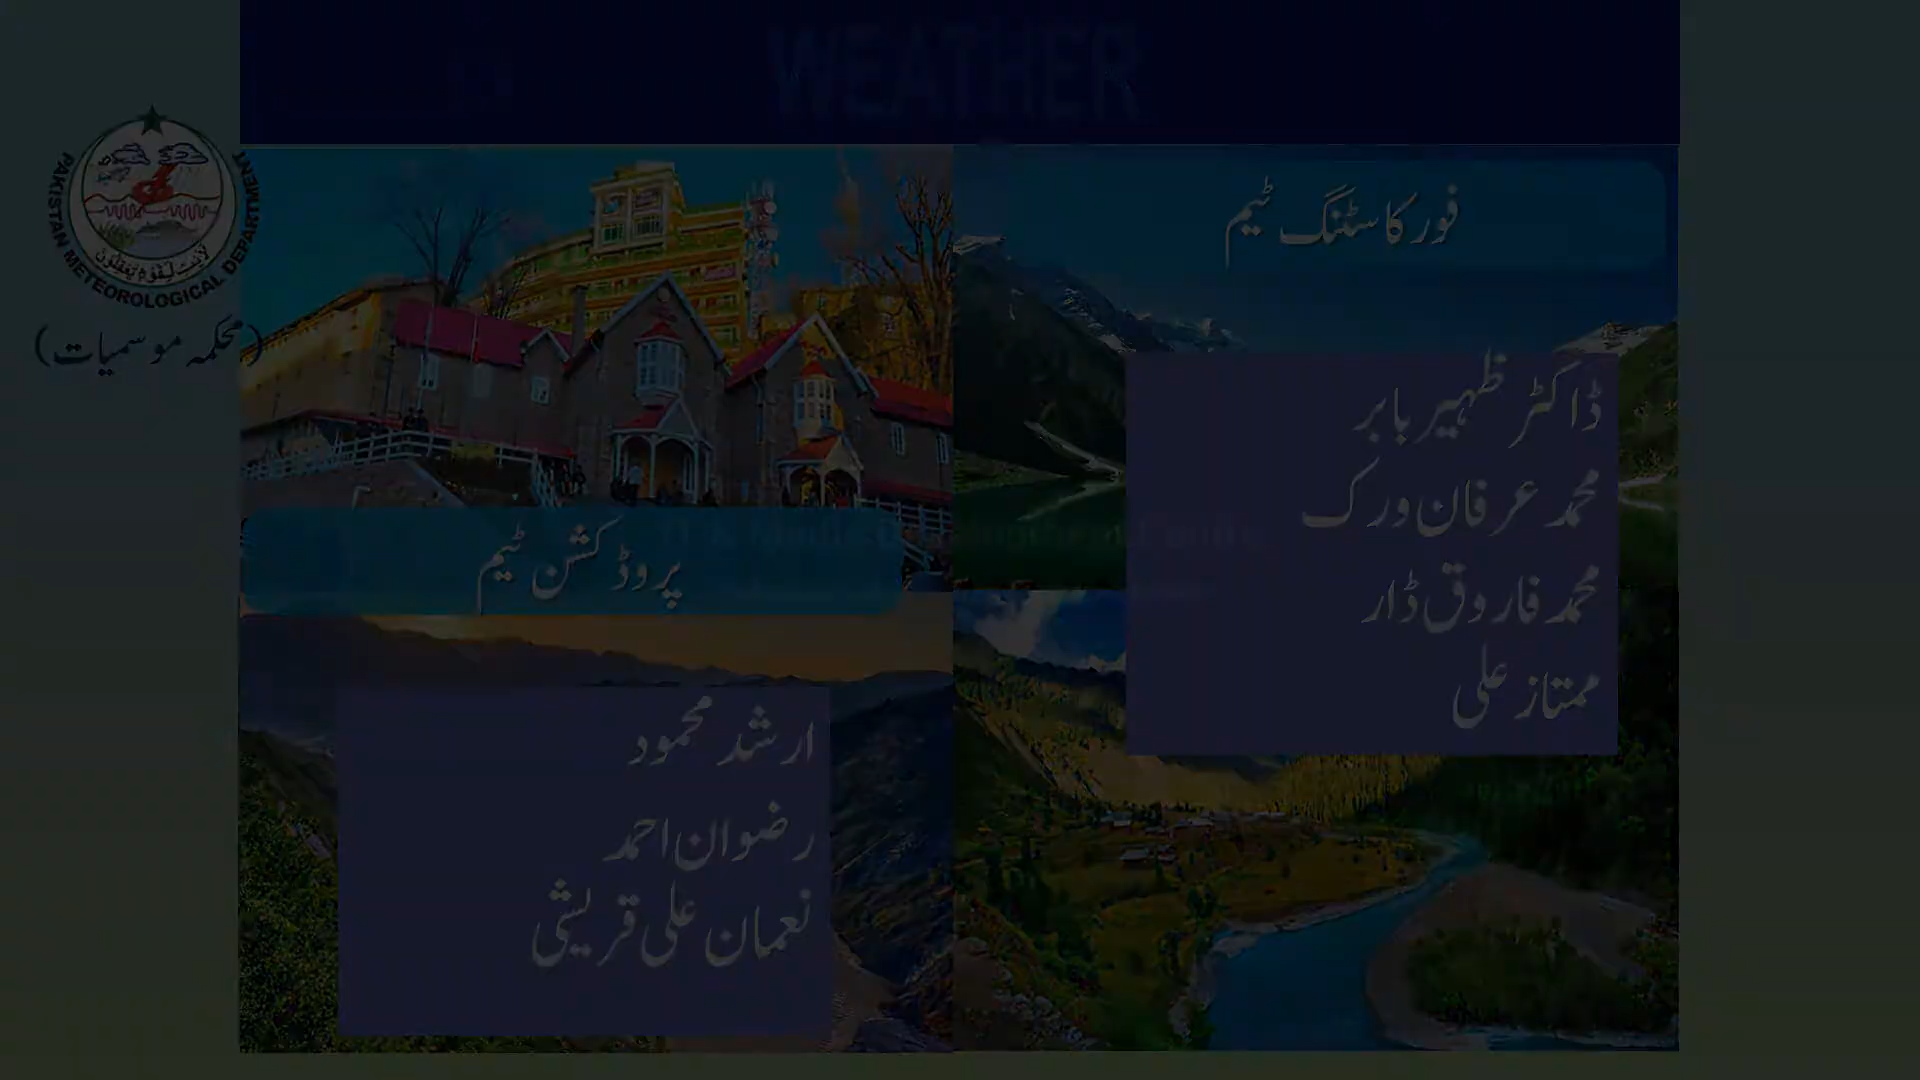 WEATHER
PAKISTAN METEOROLOGICAL DEPARTMENT
(محکمہ موسمیات)
فورکاسٹنگ ٹیم
ڈاکٹر ظہیر بابر
محمد عرفان ورک
محمد فاروق ڈار
ممتاز علی
پروڈکشن ٹیم
ارشد محمود
رضوان احمد
نعمان علی قریشی